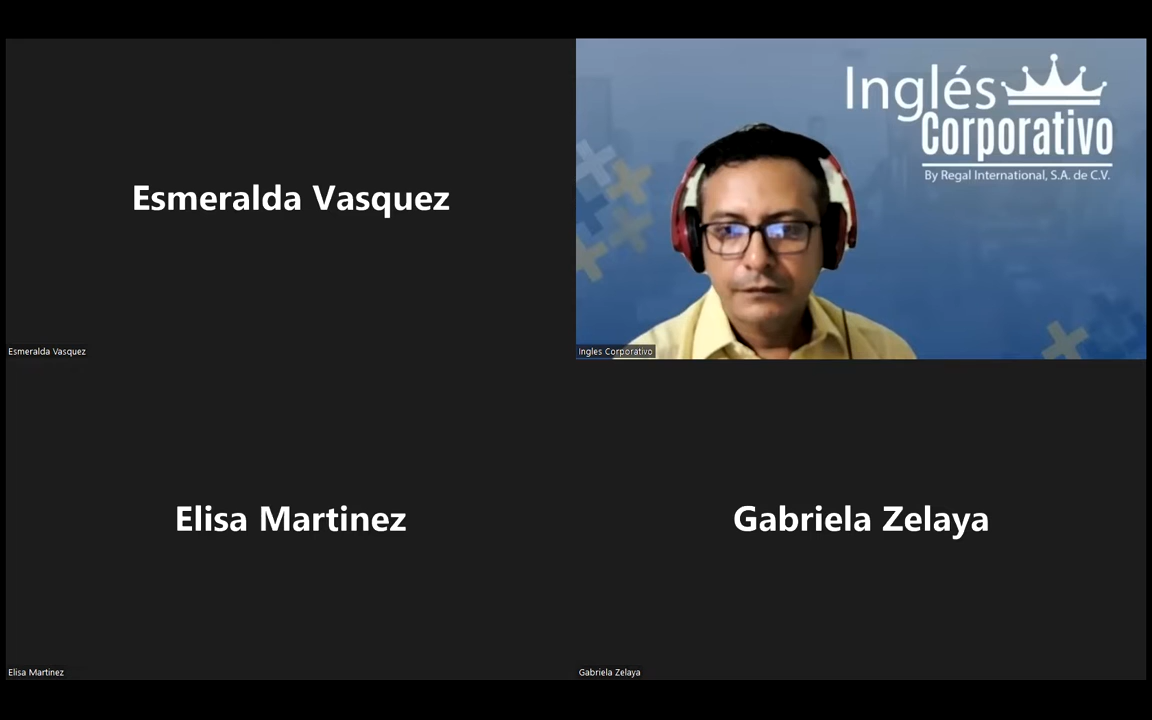 Esmeralda Vasquez
Esmeralda Vasquez
Inglés
Corporativo
By Regal International, S.A. de C.V.
Ingles Corporativo
Elisa Martinez
Elisa Martinez
Gabriela Zelaya
Gabriela Zelaya